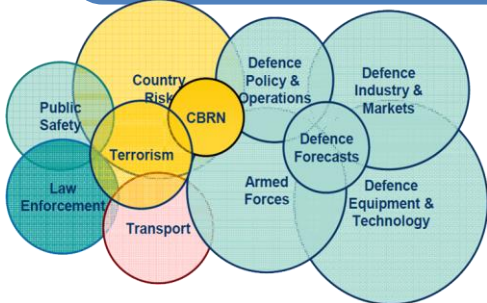 Country
Risk
Defence
Policy &
Operations
Defence
Industry &
Markets
Public
Safety
CBRN
Terrorism
Defence
Forecasts
Law
Enforcement
Armed
Forces
Defence
Equipment &
Technology
Transport